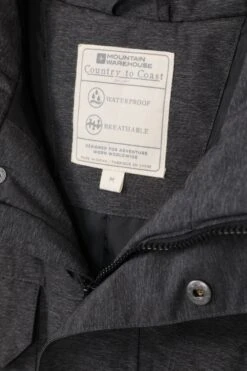 MOUNTAIN
WAREHOUSE
Country to Coast
WATERPROOF
BREATHABLE
DESIGNED FOR ADVENTURE
WORN WORLDWIDE